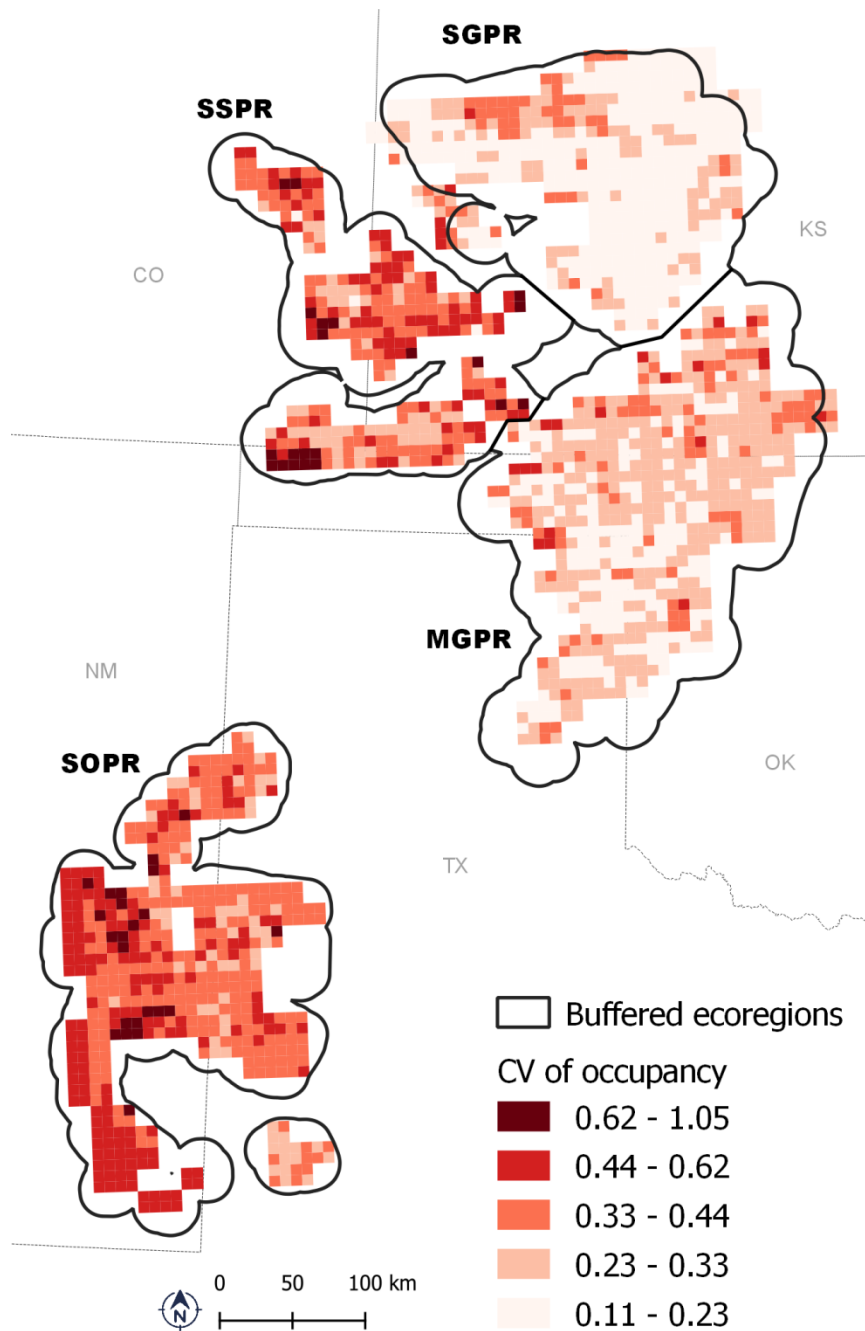 SGPR
SSPR
KS
CO
MGPR
NM
SOPR
OK
TX
Buffered ecoregions
CV of occupancy
0.62 - 1.05
0.44 - 0.62
0.33 - 0.44
0.23 - 0.33
0.11 - 0.23
0 50 100 km
N